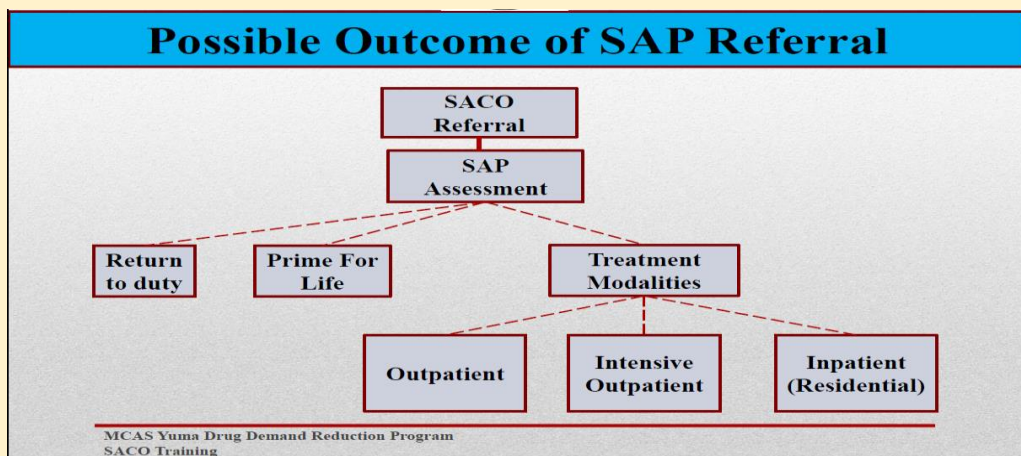 Possible Outcome of SAP Referral
SACO
Referral
SAP
Assessment
Return
to duty
Prime For
Life
Treatment
Modalities
Outpatient
Intensive
Outpatient
Inpatient
(Residential)
MCAS Yuma Drug Demand Reduction Program
SACO Training